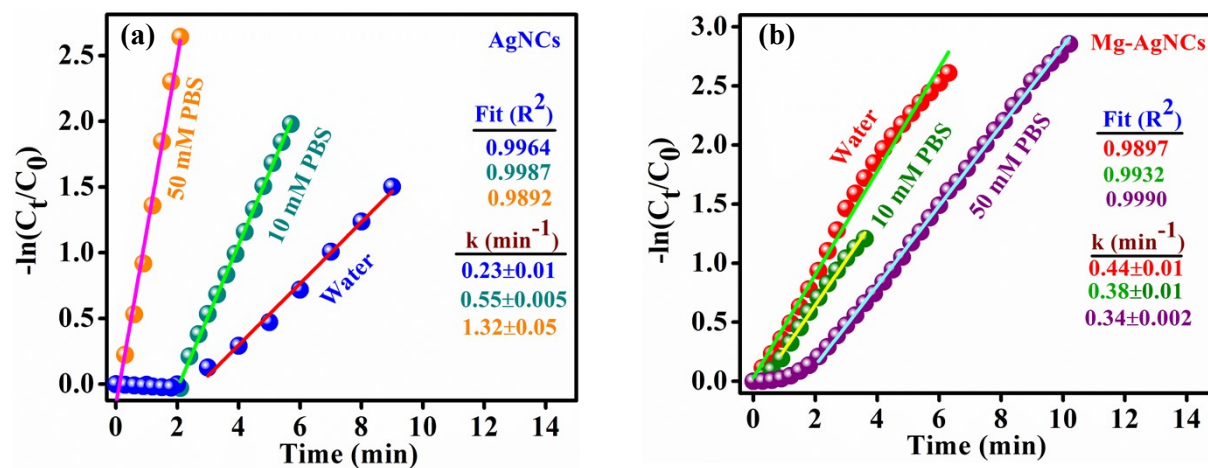 (a)
AgNCs
Fit (R²)
0.9964
0.9987
0.9892
k (min⁻¹)
0.23±0.01
0.55±0.005
1.32±0.05
50 mM PBS
10 mM PBS
Water
-ln(Cₜ/C₀)
2.5
2.0
1.5
1.0
0.5
0.0
0 2 4 6 8 10 12 14
Time (min)
(b)
Mg-AgNCs
Fit (R²)
0.9897
0.9932
0.9990
k (min⁻¹)
0.44±0.01
0.38±0.01
0.34±0.002
Water
10 mM PBS
50 mM PBS
-ln(Cₜ/C₀)
3.0
2.5
2.0
1.5
1.0
0.5
0.0
0 2 4 6 8 10 12 14
Time (min)